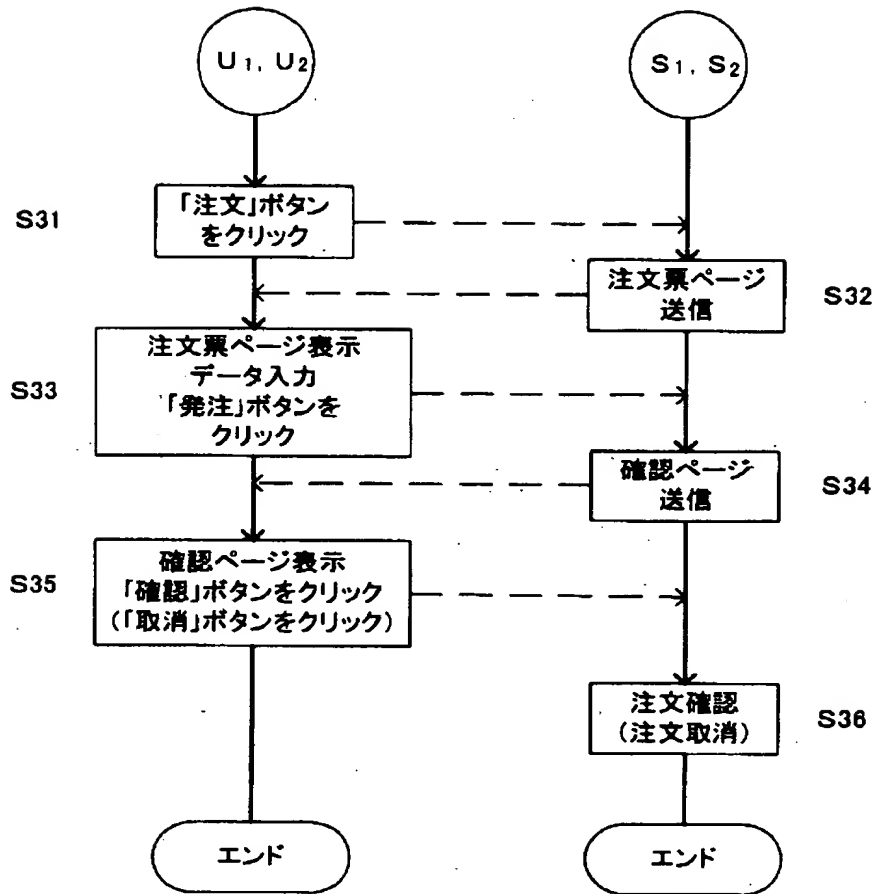 U1, U2
S1, S2
S31
「注文」ボタン
をクリック
注文票ページ
送信
S32
S33
注文票ページ表示
データ入力
「発注」ボタンを
クリック
確認ページ
送信
S34
S35
確認ページ表示
「確認」ボタンをクリック
(「取消」ボタンをクリック)
注文確認
(注文取消)
S36
エンド
エンド